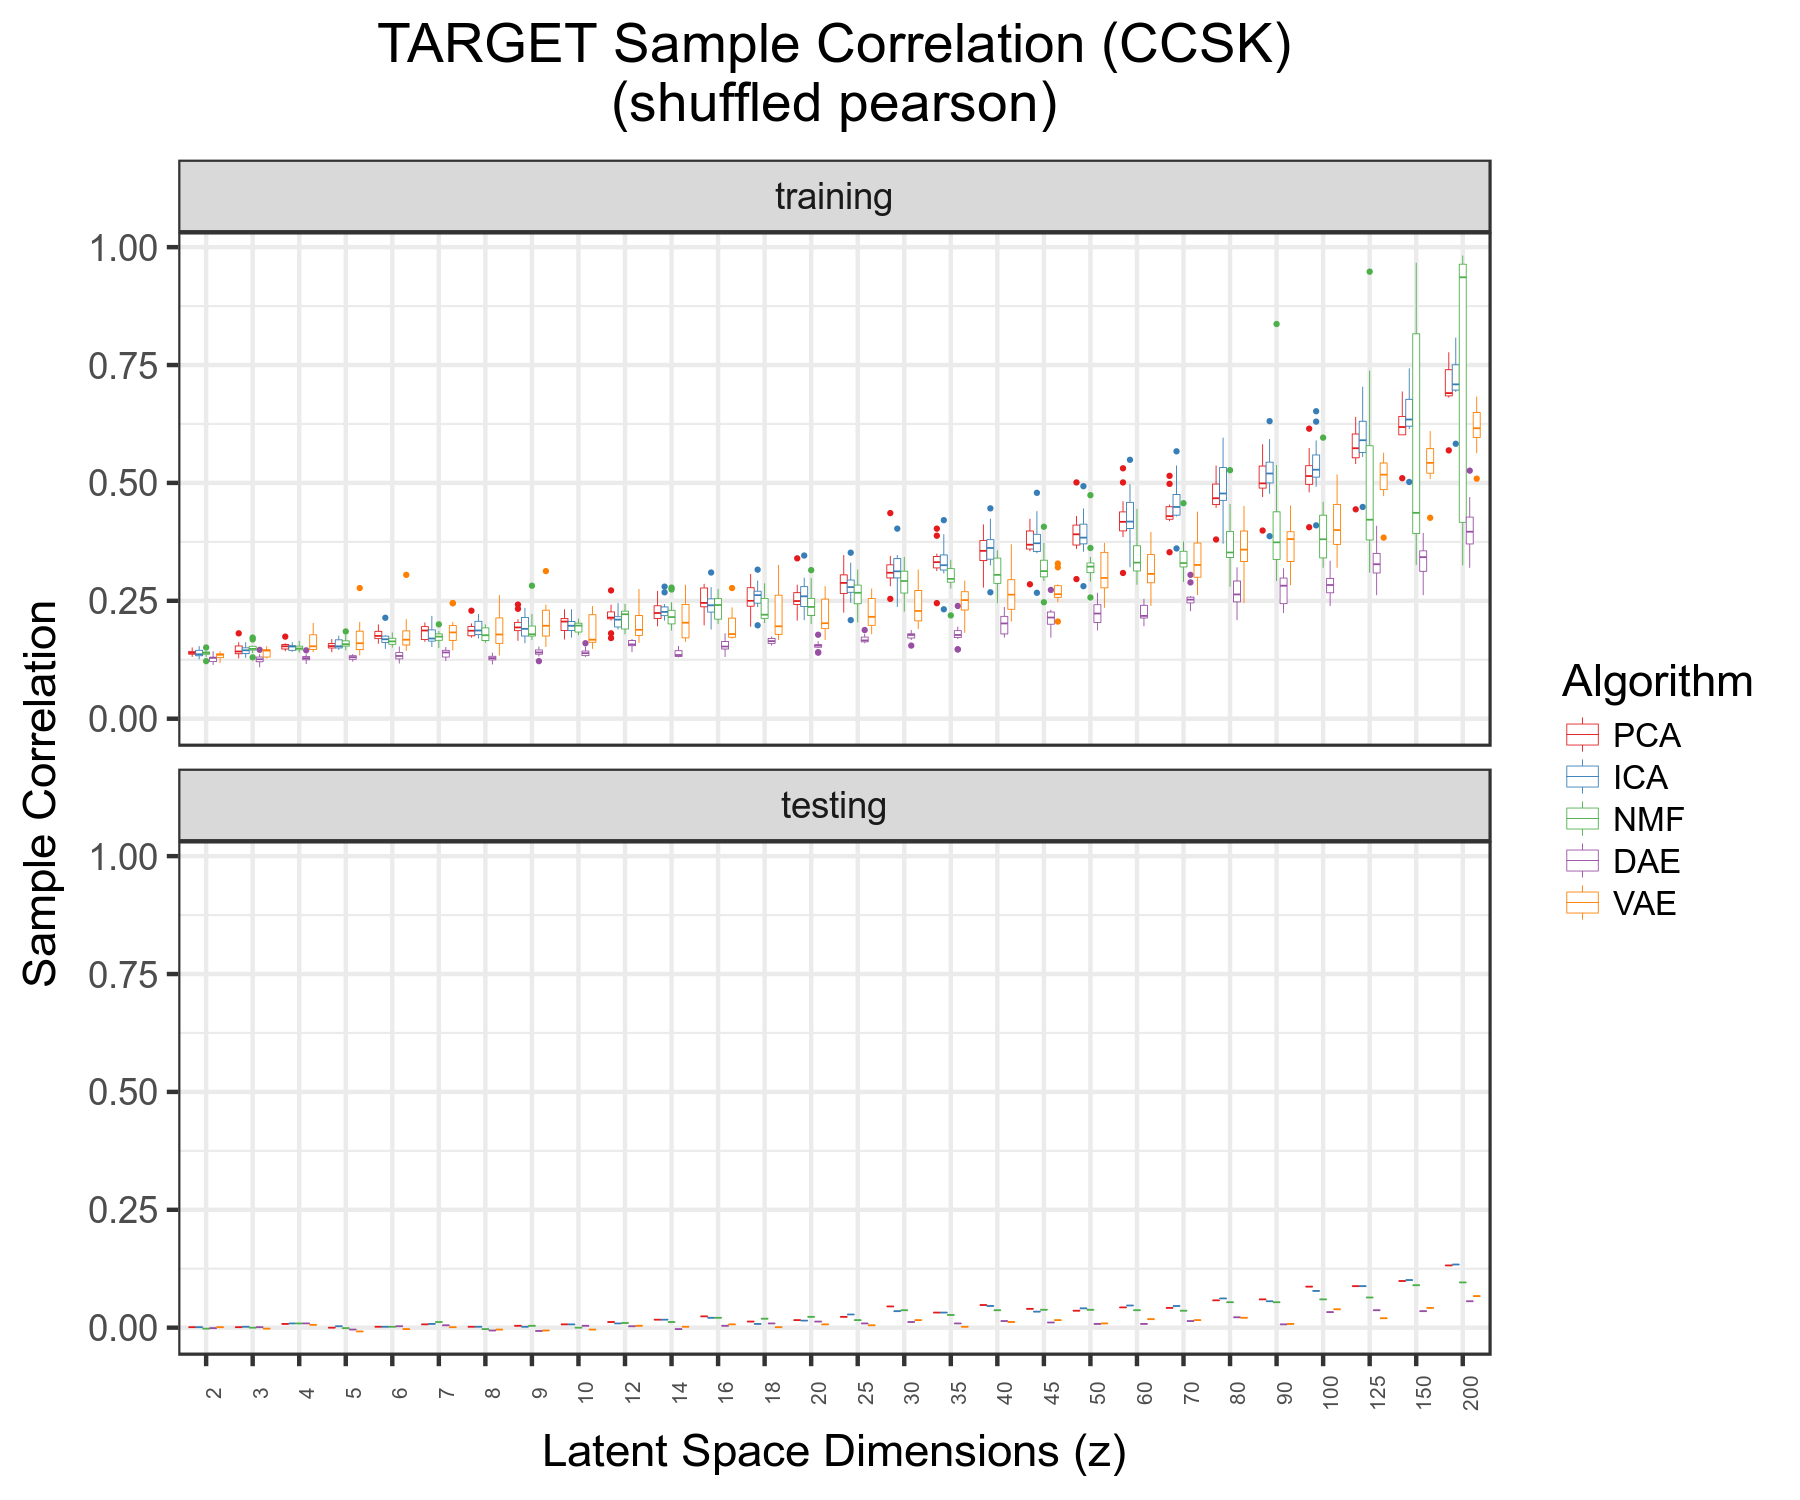 TARGET Sample Correlation (CCSK)
(shuffled pearson)
training
1.00
0.75
0.50
0.25
0.00
testing
1.00
0.75
0.50
0.25
0.00
2 3 4 5 6 7 8 9 10 12 14 16 18 20 25 30 35 40 45 50 60 70 80 90 100 125 150 200
Latent Space Dimensions (z)
Sample Correlation
Algorithm
PCA
ICA
NMF
DAE
VAE